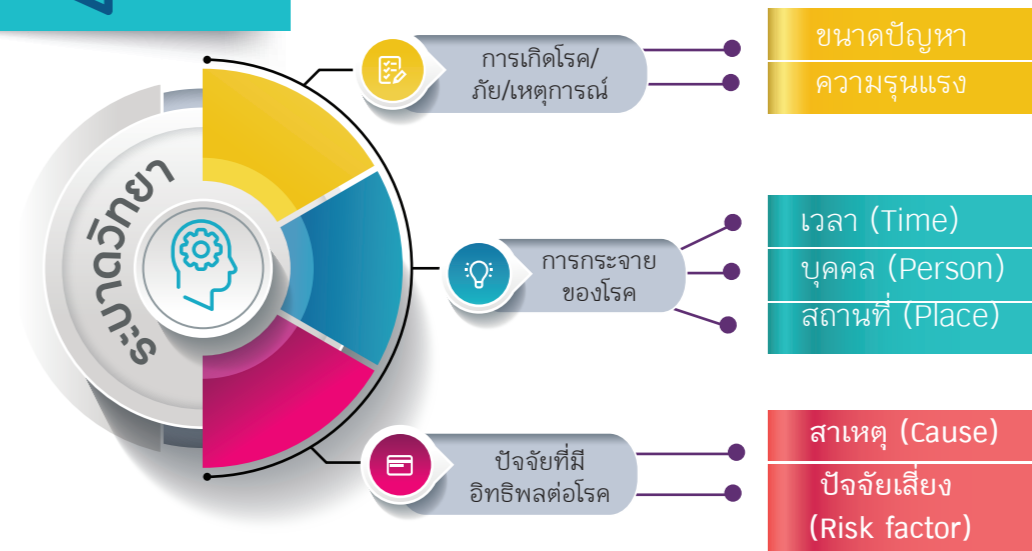 ระบาดวิทยา
การเกิดโรค/
ภัย/เหตุการณ์
ขนาดปัญหา
ความรุนแรง
การกระจาย
ของโรค
เวลา (Time)
บุคคล (Person)
สถานที่ (Place)
ปัจจัยที่มี
อิทธิพลต่อโรค
สาเหตุ (Cause)
ปัจจัยเสี่ยง
(Risk factor)